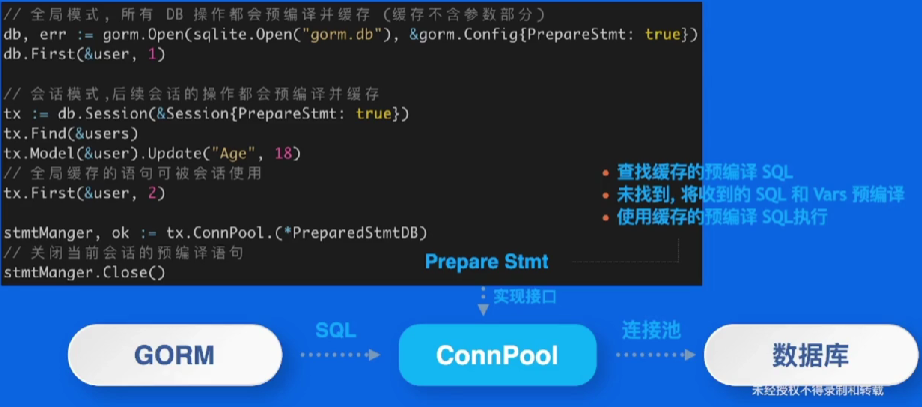 // 全局模式, 所有 DB 操作都会预编译并缓存 (缓存不含参数部分)
db, err := gorm.Open(sqlite.Open("gorm.db"), &gorm.Config{PrepareStmt: true})
db.First(&user, 1)
// 会话模式,后续会话的操作都会预编译并缓存
tx := db.Session(&Session{PrepareStmt: true})
tx.Find(&users)
tx.Model(&user).Update("Age", 18)
// 全局缓存的语句可被会话使用
tx.First(&user, 2)
stmtManger, ok := tx.ConnPool.(*PreparedStmtDB)
// 关闭当前会话的预编译语句
stmtManger.Close()
• 查找缓存的预编译 SQL
• 未找到, 将收到的 SQL 和 Vars 预编译
• 使用缓存的预编译 SQL执行
Prepare Stmt
实现接口
GORM
SQL
ConnPool
连接池
数据库
未经授权不得录制和转载